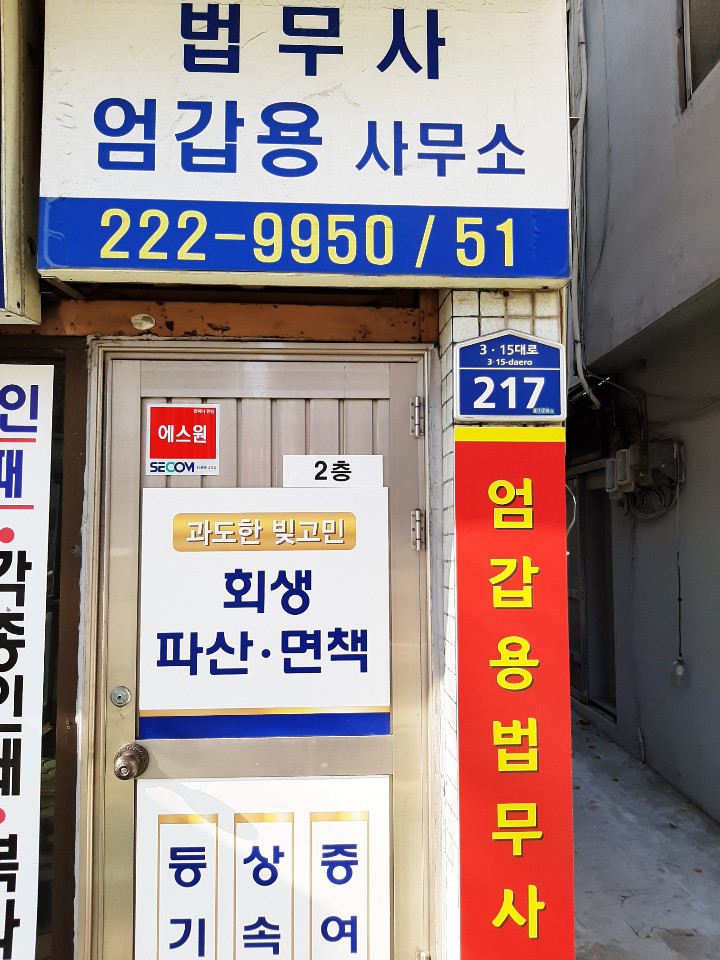 법무사
엄갑용 사무소
222-9950 / 51
3·15대로
3·15-daero
217
에스원
SECOM
2층
과도한 빚고민
회생
파산·면책
엄갑용법무사
등기
상속
증여
인쇄
·각종인쇄·복사